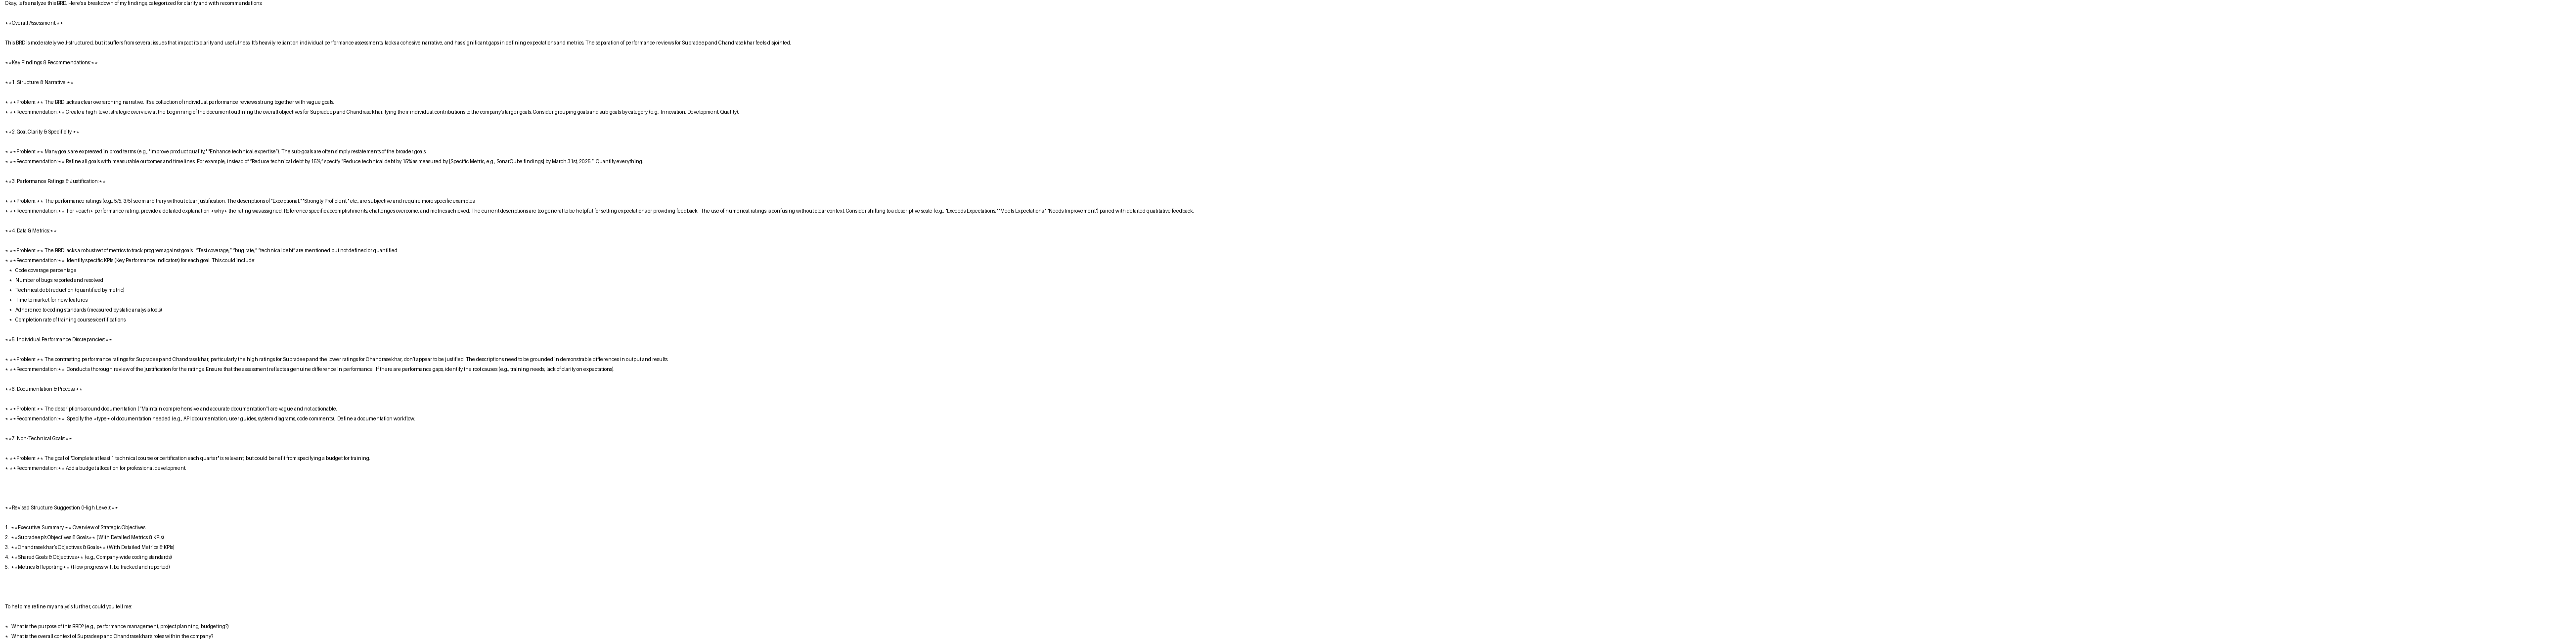 Okay, let's analyze this BRD. Here's a breakdown of my findings, categorized for clarity and with recommendations:
**Overall Assessment:**
This BRD is moderately well-structured, but it suffers from several issues that impact its clarity and usefulness. It's heavily reliant on individual performance assessments, lacks a cohesive narrative, and has significant gaps in defining expectations and metrics. The separation of performance reviews for Supradeep and Chandrasekhar feels disjointed.
**Key Findings & Recommendations:**
**1. Structure & Narrative:**
* **Problem:** The BRD lacks a clear overarching narrative. It's a collection of individual performance reviews strung together with vague goals.
* **Recommendation:** Create a high-level strategic overview at the beginning of the document outlining the overall objectives for Supradeep and Chandrasekhar, tying their individual contributions to the company's larger goals. Consider grouping goals and sub-goals by category (e.g., Innovation, Development, Quality).
**2. Goal Clarity & Specificity:**
* **Problem:** Many goals are expressed in broad terms (e.g., "Improve product quality," "Enhance technical expertise"). The sub-goals are often simply restatements of the broader goals.
* **Recommendation:** Refine all goals with measurable outcomes and timelines. For example, instead of "Reduce technical debt by 15%," specify "Reduce technical debt by 15% as measured by [Specific Metric, e.g., SonarQube findings] by March 31st, 2025." Quantify everything.
**3. Performance Ratings & Justification:**
* **Problem:** The performance ratings (e.g., 5/5, 3/5) seem arbitrary without clear justification. The descriptions of "Exceptional," "Strongly Proficient," etc., are subjective and require more specific examples.
* **Recommendation:** For *each* performance rating, provide a detailed explanation *why* the rating was assigned. Reference specific accomplishments, challenges overcome, and metrics achieved. The current descriptions are too general to be helpful for setting expectations or providing feedback. The use of numerical ratings is confusing without clear context. Consider shifting to a descriptive scale (e.g., "Exceeds Expectations," "Meets Expectations," "Needs Improvement") paired with detailed qualitative feedback.
**4. Data & Metrics:**
* **Problem:** The BRD lacks a robust set of metrics to track progress against goals. "Test coverage," "bug rate," "technical debt" are mentioned but not defined or quantified.
* **Recommendation:** Identify specific KPIs (Key Performance Indicators) for each goal. This could include:
* Code coverage percentage
* Number of bugs reported and resolved
* Technical debt reduction (quantified by metric)
* Time to market for new features
* Adherence to coding standards (measured by static analysis tools)
* Completion rate of training courses/certifications
**5. Individual Performance Discrepancies:**
* **Problem:** The contrasting performance ratings for Supradeep and Chandrasekhar, particularly the high ratings for Supradeep and the lower ratings for Chandrasekhar, don't appear to be justified. The descriptions need to be grounded in demonstrable differences in output and results.
* **Recommendation:** Conduct a thorough review of the justification for the ratings. Ensure that the assessment reflects a genuine difference in performance. If there are performance gaps, identify the root causes (e.g., training needs, lack of clarity on expectations).
**6. Documentation & Process:**
* **Problem:** The descriptions around documentation ( "Maintain comprehensive and accurate documentation") are vague and not actionable.
* **Recommendation:** Specify the *type* of documentation needed (e.g., API documentation, user guides, system diagrams, code comments). Define a documentation workflow.
**7. Non-Technical Goals:**
* **Problem:** The goal of "Complete at least 1 technical course or certification each quarter" is relevant, but could benefit from specifying a budget for training.
* **Recommendation:** Add a budget allocation for professional development.
**Revised Structure Suggestion (High Level):**
1. **Executive Summary:** Overview of Strategic Objectives
2. **Supradeep's Objectives & Goals** (With Detailed Metrics & KPIs)
3. **Chandrasekhar's Objectives & Goals** (With Detailed Metrics & KPIs)
4. **Shared Goals & Objectives** (e.g., Company-wide coding standards)
5. **Metrics & Reporting** (How progress will be tracked and reported)
To help me refine my analysis further, could you tell me:
* What is the purpose of this BRD? (e.g., performance management, project planning, budgeting?)
* What is the overall context of Supradeep and Chandrasekhar's roles within the company?